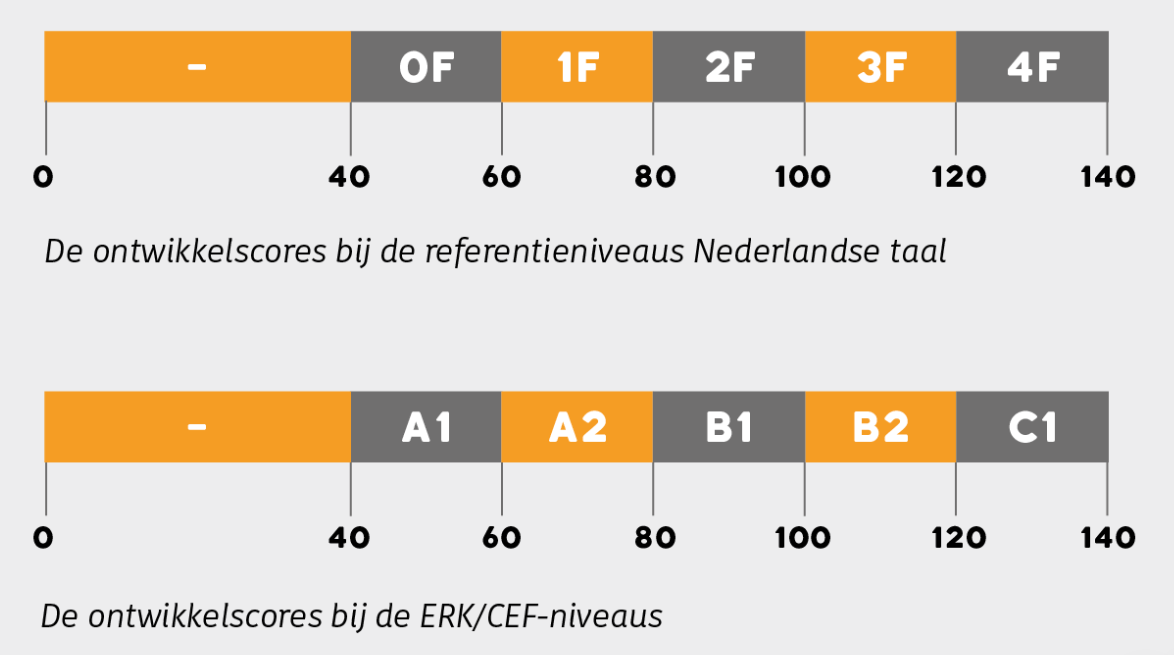 - 0F 1F 2F 3F 4F
0 40 60 80 100 120 140
De ontwikkelscores bij de referentieniveaus Nederlandse taal
- A1 A2 B1 B2 C1
0 40 60 80 100 120 140
De ontwikkelscores bij de ERK/CEF-niveaus